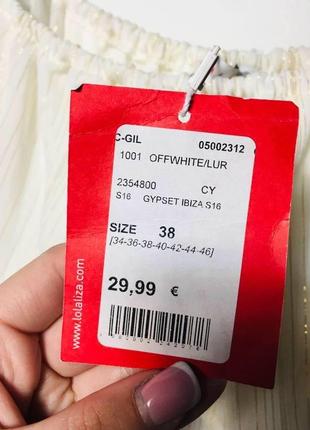 C-GIL 05002312
1001 OFFWHITE/LUR
2354800 CY
S16 GYPSET IBIZA S16
SIZE 38
[34-36-38-40-42-44-46]
29,99 €
www.lolaliza.com